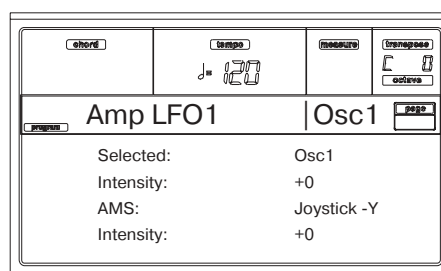 chord tempo measure transpose
♩= 120 C 0
octave
Amp LFO1 Osc1 page
program
Selected: Osc1
Intensity: +0
AMS: Joystick -Y
Intensity: +0